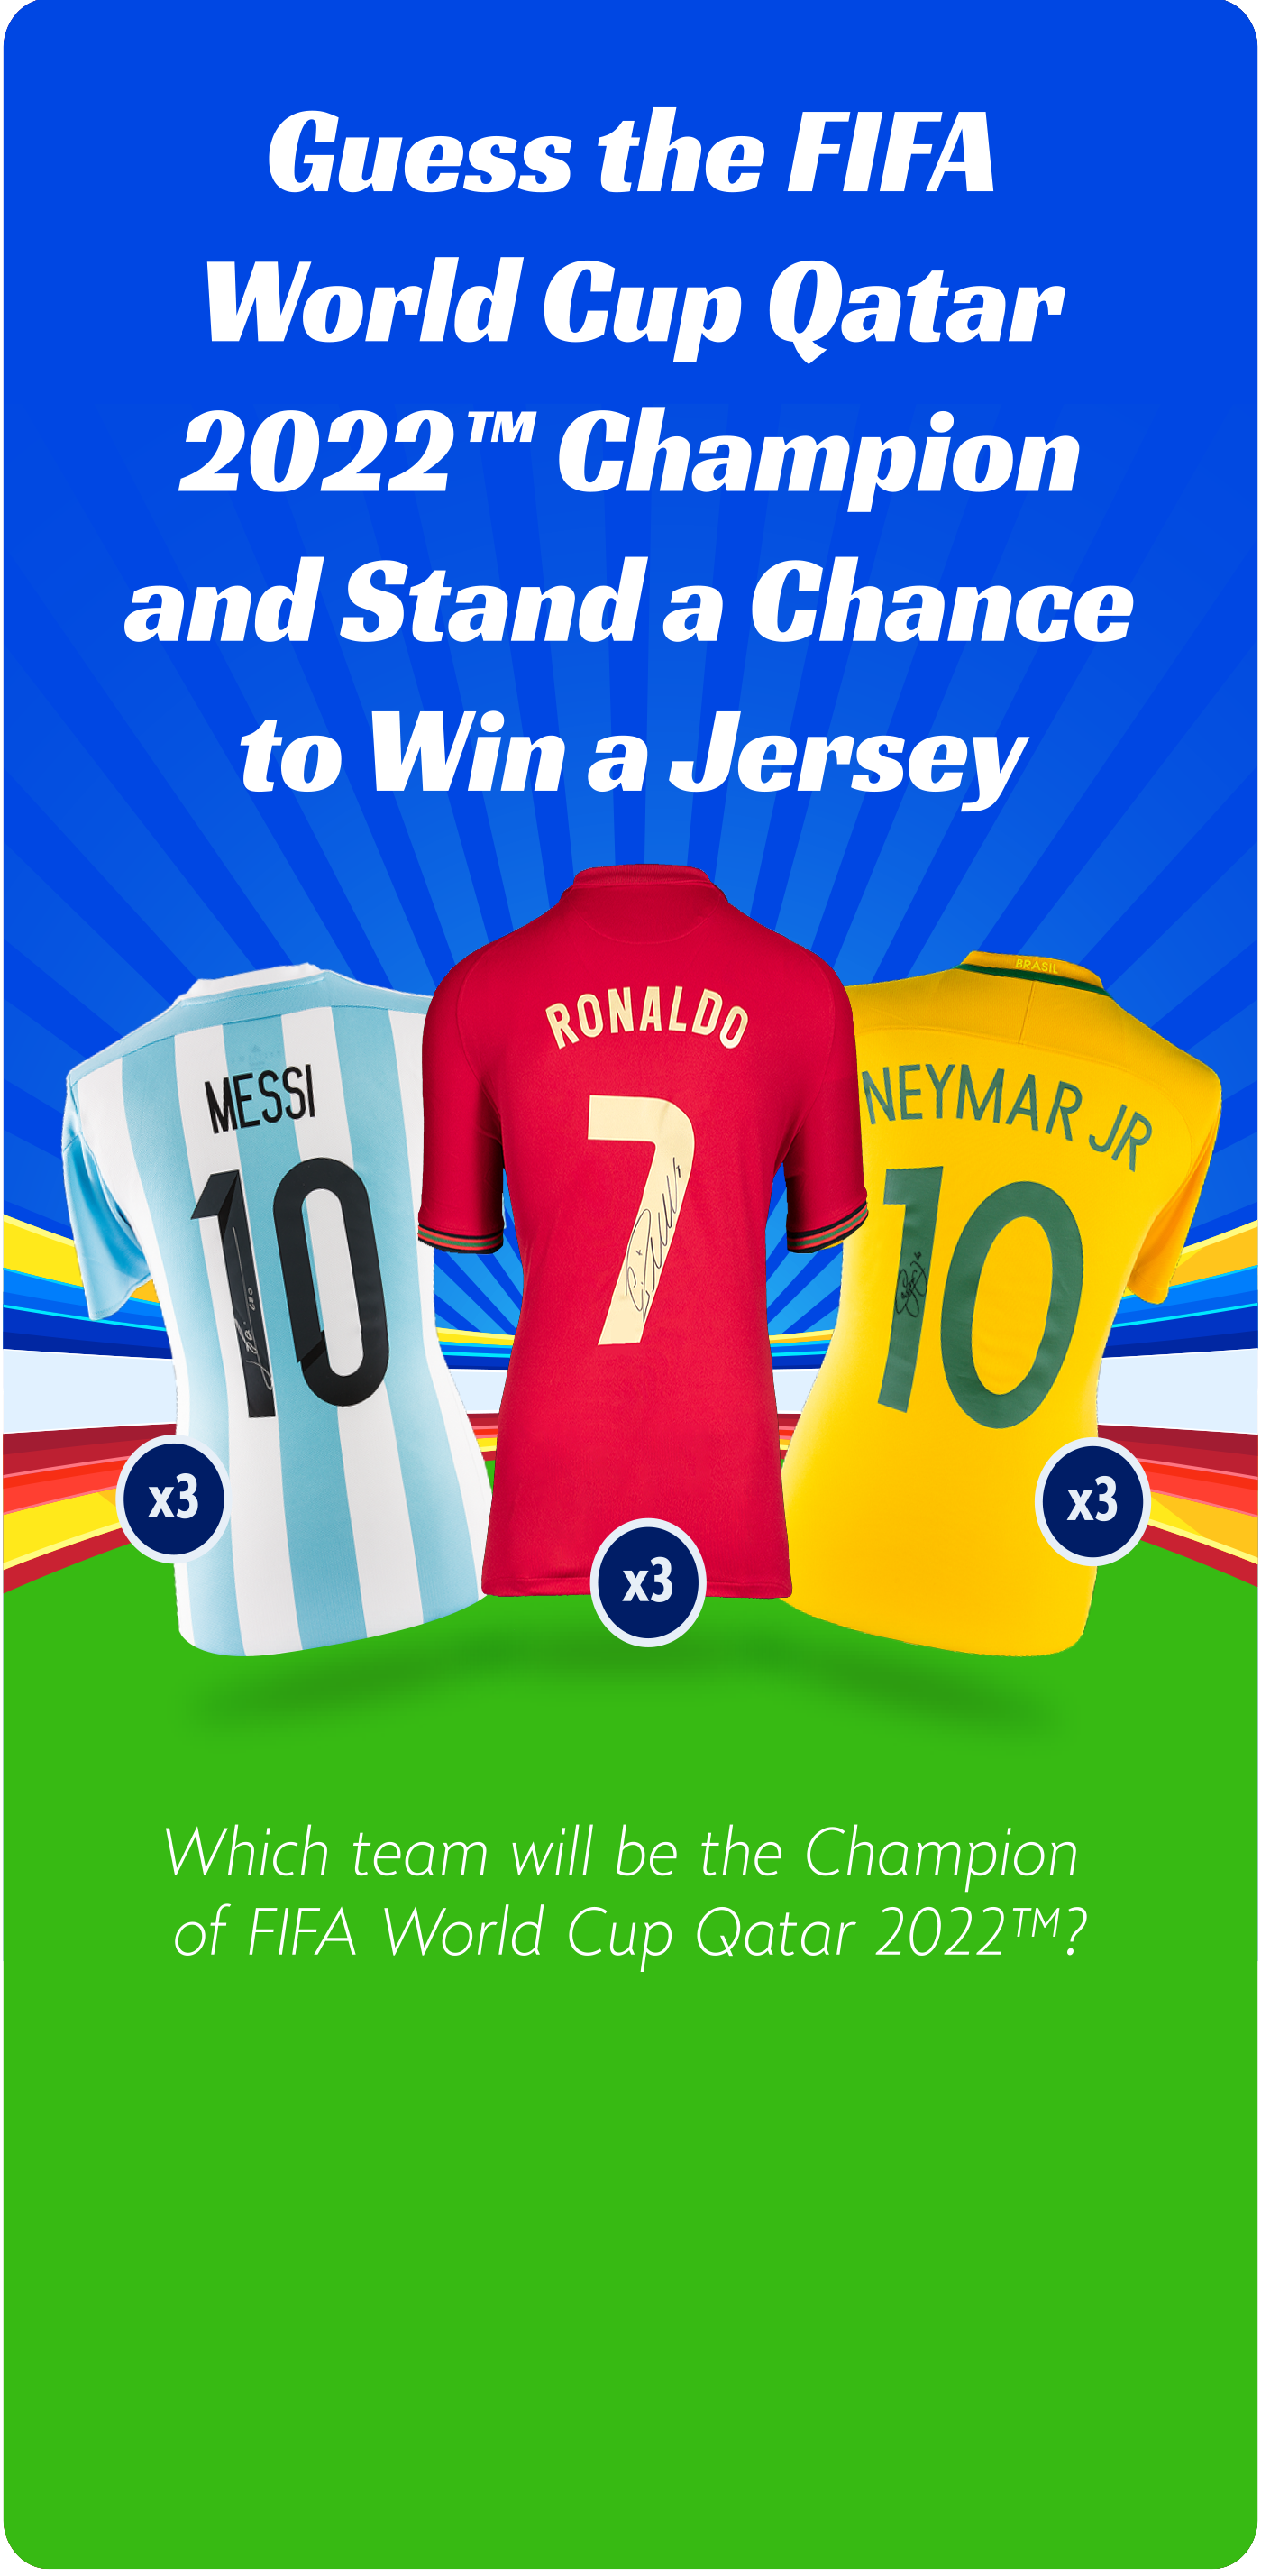 Guess the FIFA
World Cup Qatar
2022™ Champion
and Stand a Chance
to Win a Jersey
BRASIL
RONALDO
7
MESSI
10
NEYMAR JR
10
x3
x3
x3
Which team will be the Champion
of FIFA World Cup Qatar 2022™?